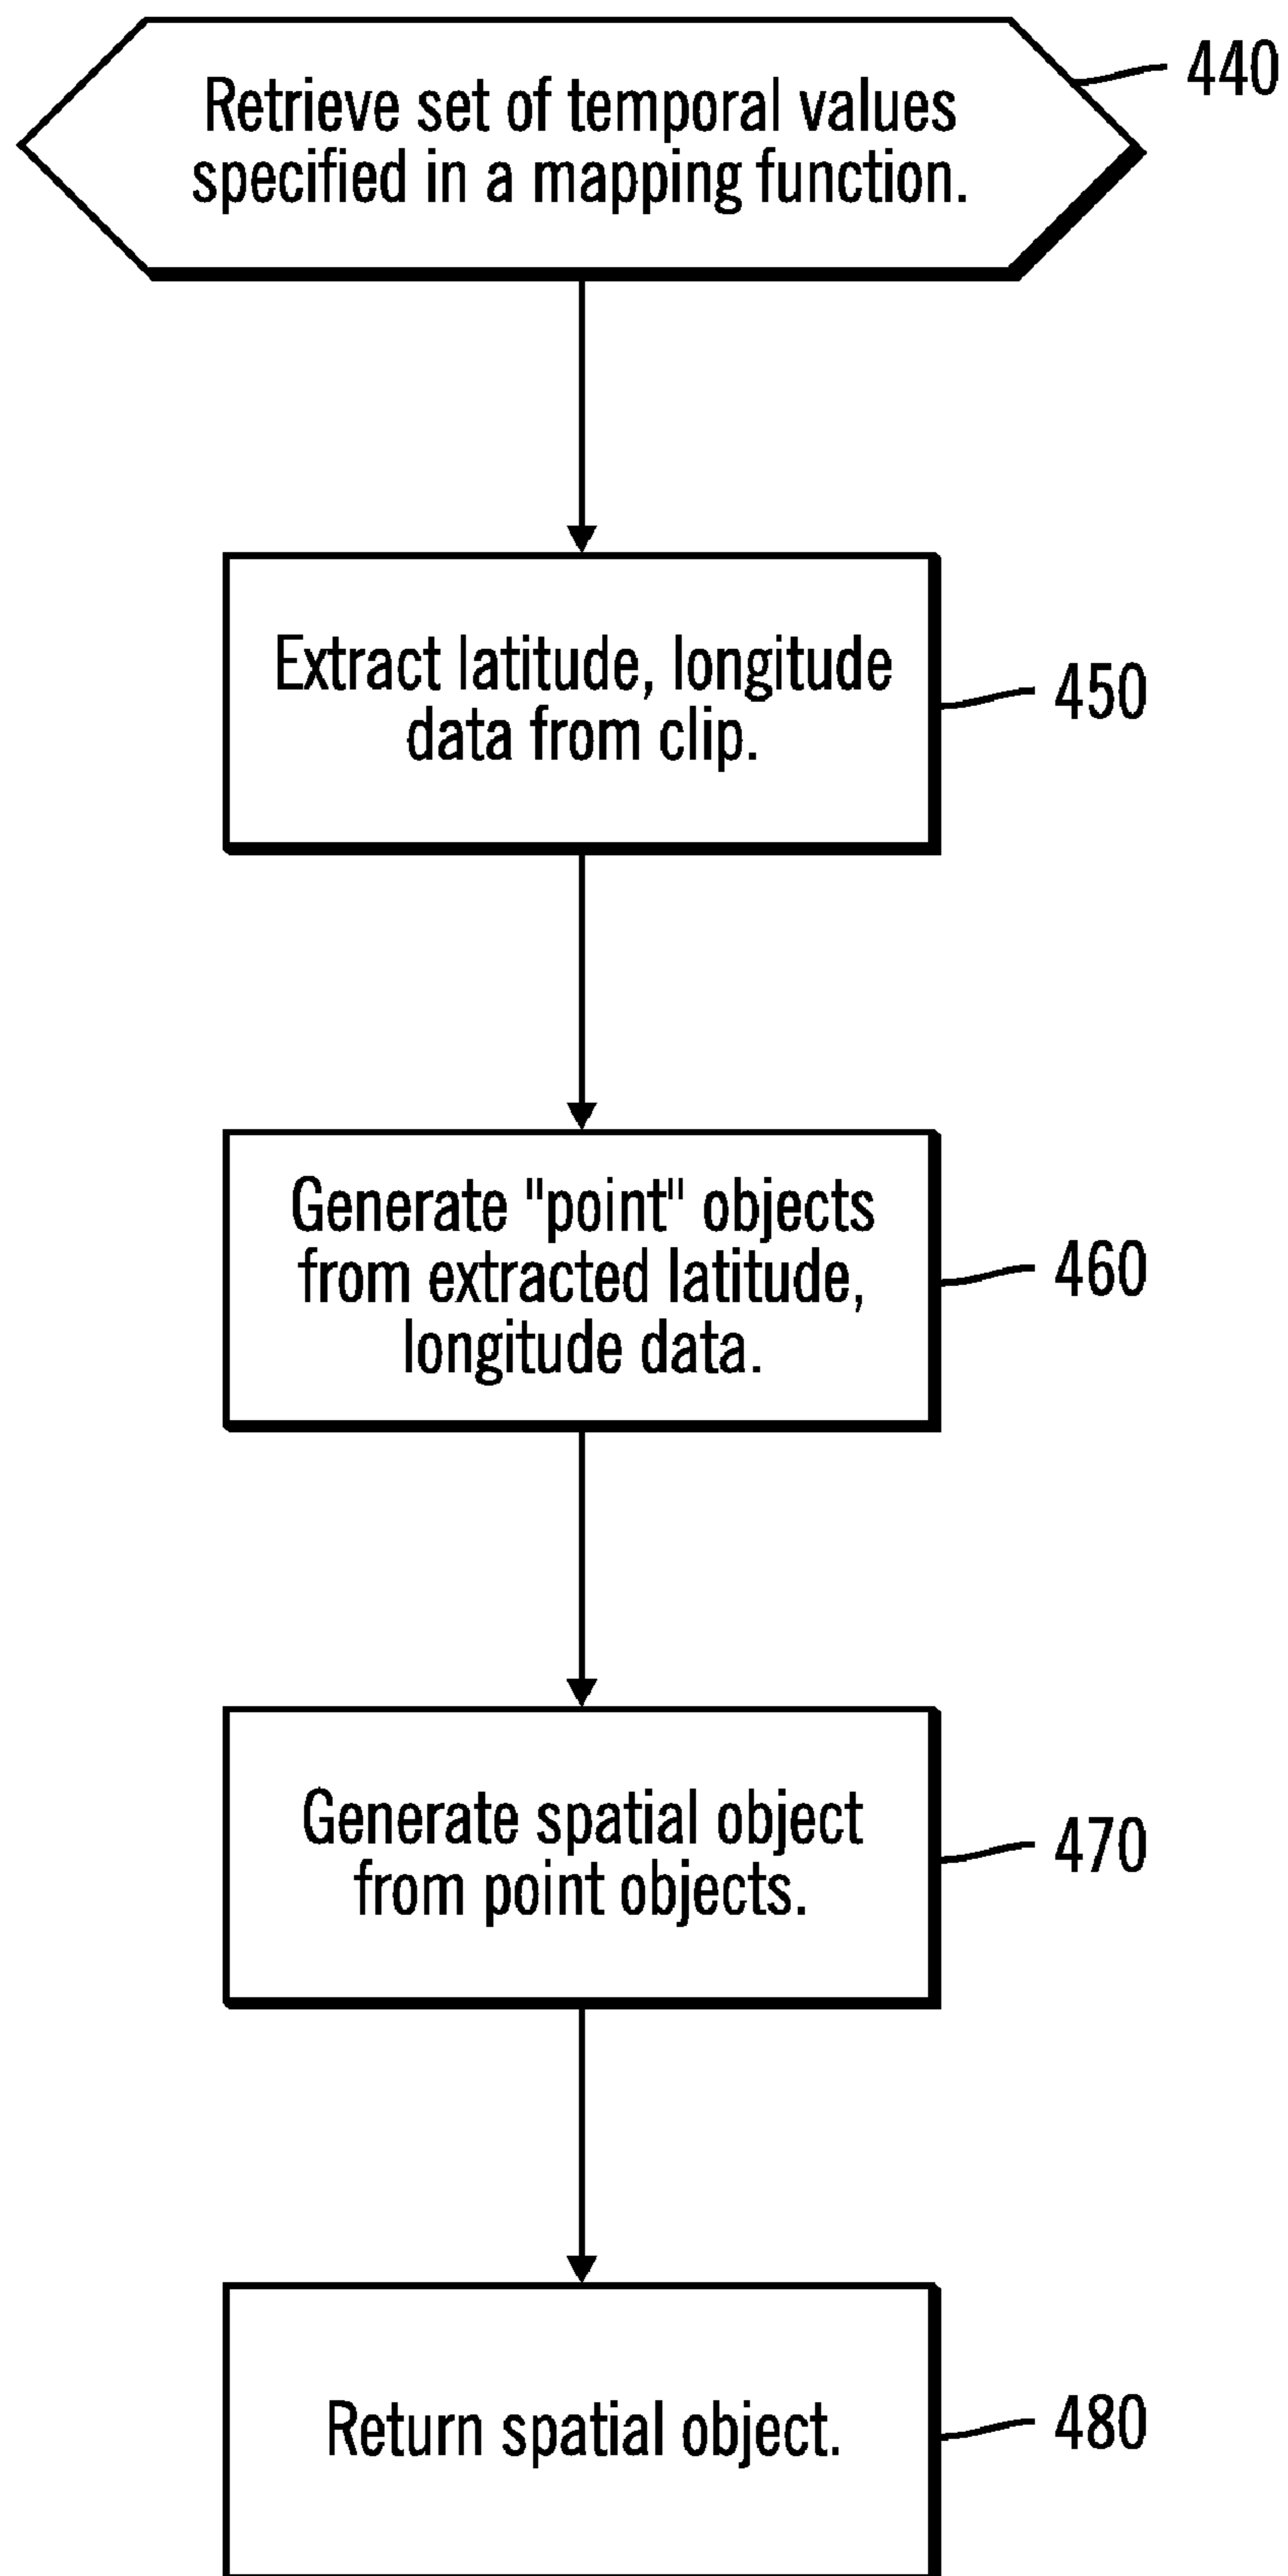 440
Retrieve set of temporal values
specified in a mapping function.
Extract latitude, longitude
data from clip.
450
Generate "point" objects
from extracted latitude,
longitude data.
460
Generate spatial object
from point objects.
470
Return spatial object.
480